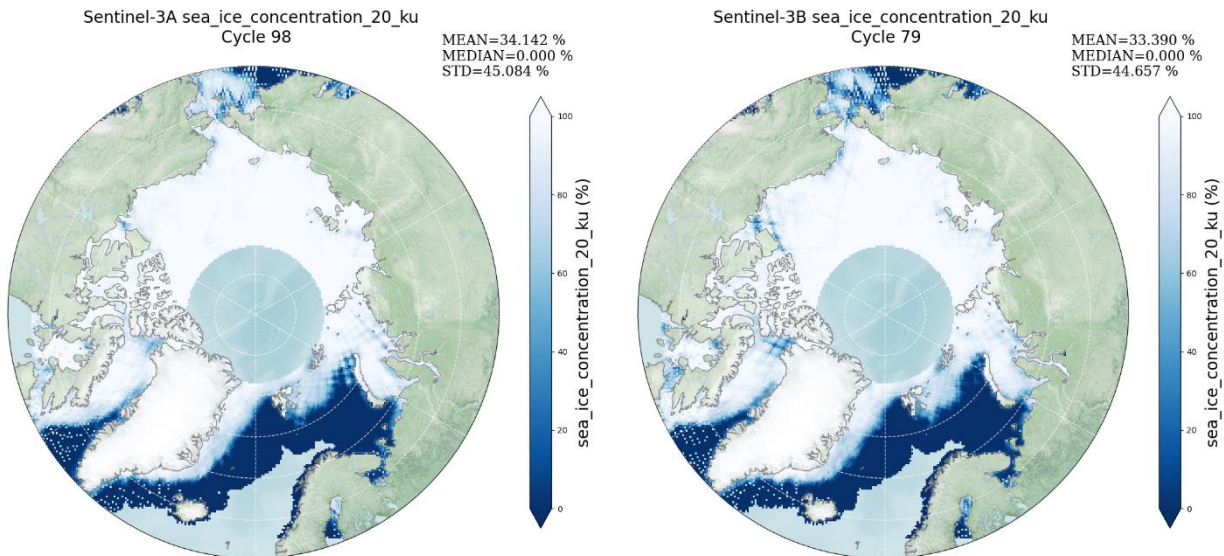 Sentinel-3A sea_ice_concentration_20_ku
Cycle 98
MEAN=34.142 %
MEDIAN=0.000 %
STD=45.084 %
100
80
60
40
20
0
sea_ice_concentration_20_ku (%)
Sentinel-3B sea_ice_concentration_20_ku
Cycle 79
MEAN=33.390 %
MEDIAN=0.000 %
STD=44.657 %
100
80
60
40
20
0
sea_ice_concentration_20_ku (%)